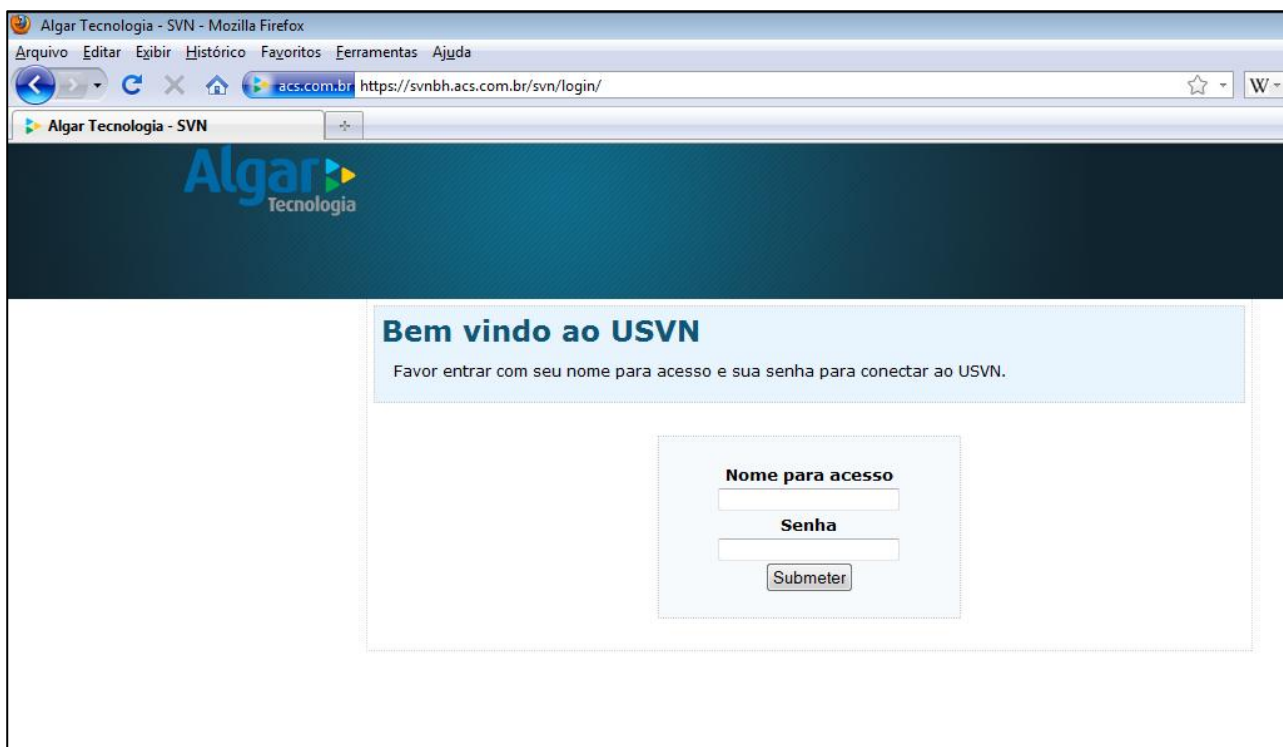 Algar Tecnologia - SVN - Mozilla Firefox
Arquivo Editar Exibir Histórico Favoritos Ferramentas Ajuda
acs.com.br https://svnbh.acs.com.br/svn/login/ W
Algar Tecnologia - SVN
Algar
Tecnologia
Bem vindo ao USVN
Favor entrar com seu nome para acesso e sua senha para conectar ao USVN.
Nome para acesso
Senha
Submeter